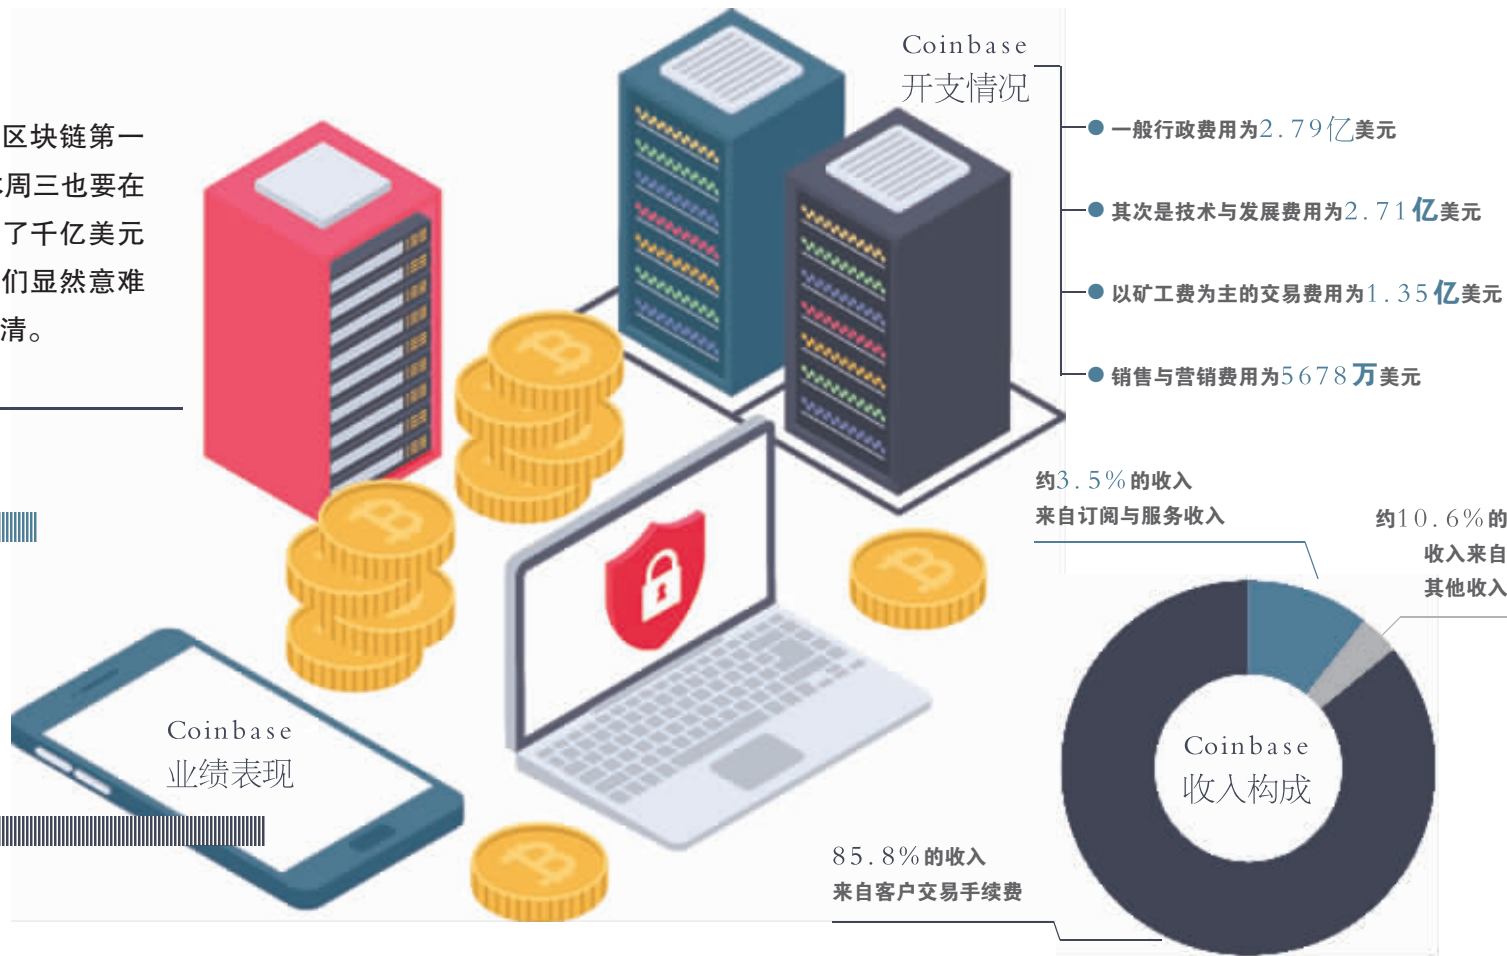 区块链第一
周三也要在
了千亿美元
们显然意难
清。
Coinbase
开支情况
一般行政费用为2.79亿美元
其次是技术与发展费用为2.71亿美元
以矿工费为主的交易费用为1.35亿美元
销售与营销费用为5678万美元
约3.5%的收入
来自订阅与服务收入
约10.6%的
收入来自
其他收入
Coinbase
业绩表现
Coinbase
收入构成
85.8%的收入
来自客户交易手续费